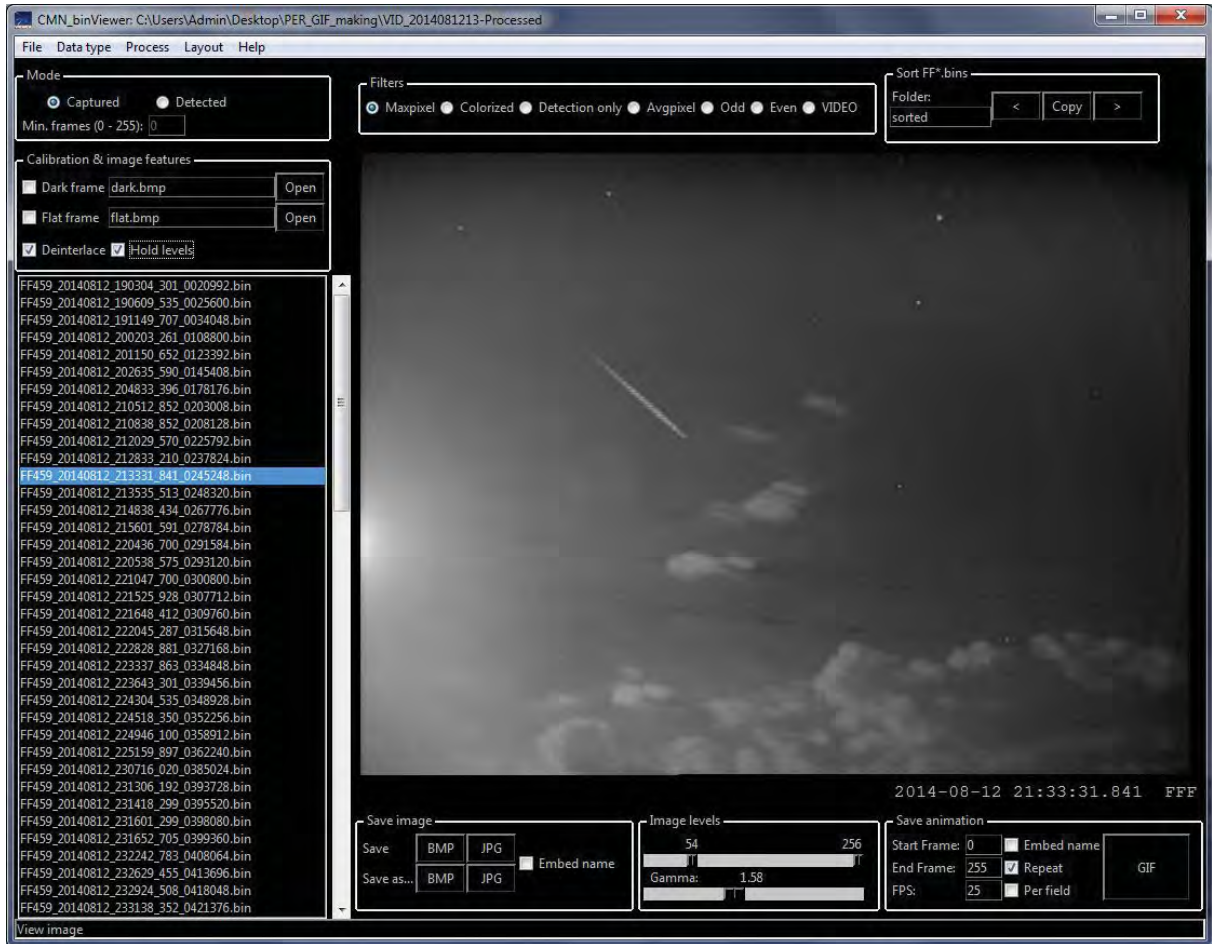 CMN_binViewer: C:\Users\Admin\Desktop\PER_GIF_making\VID_2014081213-Processed
File Data type Process Layout Help
Mode
Captured Detected
Min. frames (0 - 255): 0
Filters
Maxpixel Colorized Detection only Avgpixel Odd Even VIDEO
Sort FF*.bins
Folder:
sorted
< Copy >
Calibration & image features
Dark frame dark.bmp Open
Flat frame flat.bmp Open
Deinterlace Hold levels
FF459_20140812_190304_301_0020992.bin
FF459_20140812_190609_535_0025600.bin
FF459_20140812_191149_707_0034048.bin
FF459_20140812_200203_261_0108800.bin
FF459_20140812_201150_652_0123392.bin
FF459_20140812_202635_590_0145408.bin
FF459_20140812_204833_396_0178176.bin
FF459_20140812_210512_852_0203008.bin
FF459_20140812_210838_852_0208128.bin
FF459_20140812_212029_570_0225792.bin
FF459_20140812_212833_210_0237824.bin
FF459_20140812_213331_841_0245248.bin
FF459_20140812_213535_513_0248320.bin
FF459_20140812_214838_434_0267776.bin
FF459_20140812_215601_591_0278784.bin
FF459_20140812_220436_700_0291584.bin
FF459_20140812_220538_575_0293120.bin
FF459_20140812_221047_700_0300800.bin
FF459_20140812_221525_928_0307712.bin
FF459_20140812_221648_412_0309760.bin
FF459_20140812_222045_287_0315648.bin
FF459_20140812_222828_881_0327168.bin
FF459_20140812_223337_863_0334848.bin
FF459_20140812_223643_301_0339456.bin
FF459_20140812_224304_535_0348928.bin
FF459_20140812_224518_350_0352256.bin
FF459_20140812_224946_100_0358912.bin
FF459_20140812_225159_897_0362240.bin
FF459_20140812_230716_020_0385024.bin
FF459_20140812_231306_192_0393728.bin
FF459_20140812_231418_299_0395520.bin
FF459_20140812_231601_299_0398080.bin
FF459_20140812_231652_705_0399360.bin
FF459_20140812_232242_783_0408064.bin
FF459_20140812_232629_455_0413696.bin
FF459_20140812_232924_508_0418048.bin
FF459_20140812_233138_352_0421376.bin
2014-08-12 21:33:31.841 FFF
Save image
Save BMP JPG
Save as... BMP JPG
Embed name
Image levels
54 256
Gamma: 1.58
Save animation
Start Frame: 0 Embed name
End Frame: 255 Repeat
FPS: 25 Per field
GIF
View image